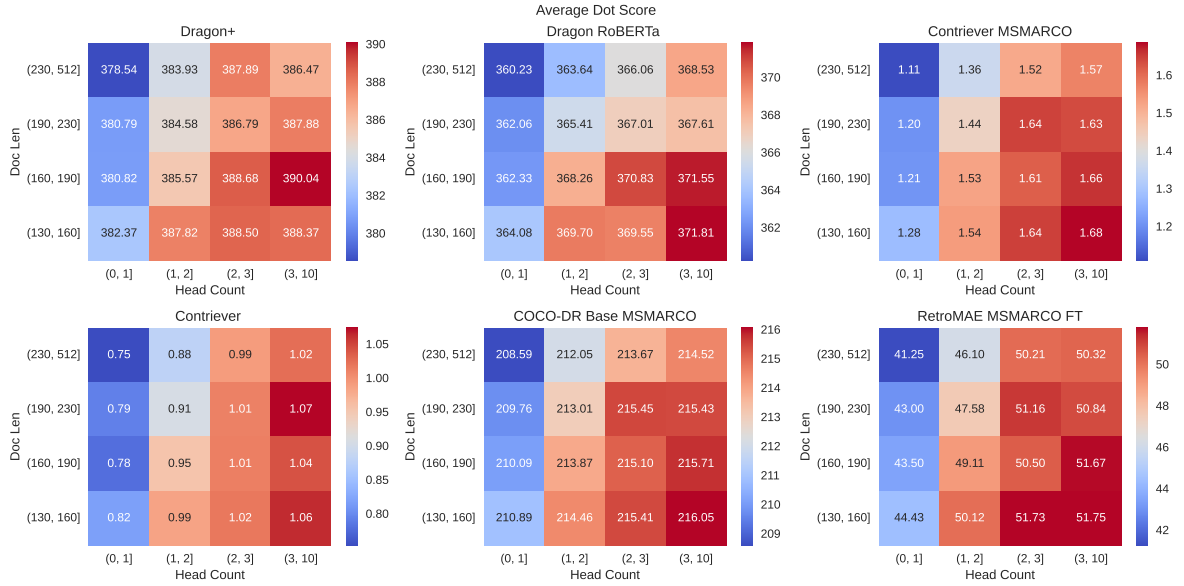 Average Dot Score
Dragon+
Dragon RoBERTa
Contriever MSMARCO
Doc Len
(230, 512]
(190, 230]
(160, 190]
(130, 160]
378.54 383.93 387.89 386.47
380.79 384.58 386.79 387.88
380.82 385.57 388.68 390.04
382.37 387.82 388.50 388.37
(0, 1] (1, 2] (2, 3] (3, 10]
Head Count
390
388
386
384
382
380
Doc Len
(230, 512]
(190, 230]
(160, 190]
(130, 160]
360.23 363.64 366.06 368.53
362.06 365.41 367.01 367.61
362.33 368.26 370.83 371.55
364.08 369.70 369.55 371.81
(0, 1] (1, 2] (2, 3] (3, 10]
Head Count
370
368
366
364
362
Doc Len
(230, 512]
(190, 230]
(160, 190]
(130, 160]
1.11 1.36 1.52 1.57
1.20 1.44 1.64 1.63
1.21 1.53 1.61 1.66
1.28 1.54 1.64 1.68
(0, 1] (1, 2] (2, 3] (3, 10]
Head Count
1.6
1.5
1.4
1.3
1.2
Contriever
COCO-DR Base MSMARCO
RetroMAE MSMARCO FT
Doc Len
(230, 512]
(190, 230]
(160, 190]
(130, 160]
0.75 0.88 0.99 1.02
0.79 0.91 1.01 1.07
0.78 0.95 1.01 1.04
0.82 0.99 1.02 1.06
(0, 1] (1, 2] (2, 3] (3, 10]
Head Count
1.05
1.00
0.95
0.90
0.85
0.80
Doc Len
(230, 512]
(190, 230]
(160, 190]
(130, 160]
208.59 212.05 213.67 214.52
209.76 213.01 215.45 215.43
210.09 213.87 215.10 215.71
210.89 214.46 215.41 216.05
(0, 1] (1, 2] (2, 3] (3, 10]
Head Count
216
215
214
213
212
211
210
209
Doc Len
(230, 512]
(190, 230]
(160, 190]
(130, 160]
41.25 46.10 50.21 50.32
43.00 47.58 51.16 50.84
43.50 49.11 50.50 51.67
44.43 50.12 51.73 51.75
(0, 1] (1, 2] (2, 3] (3, 10]
Head Count
50
48
46
44
42